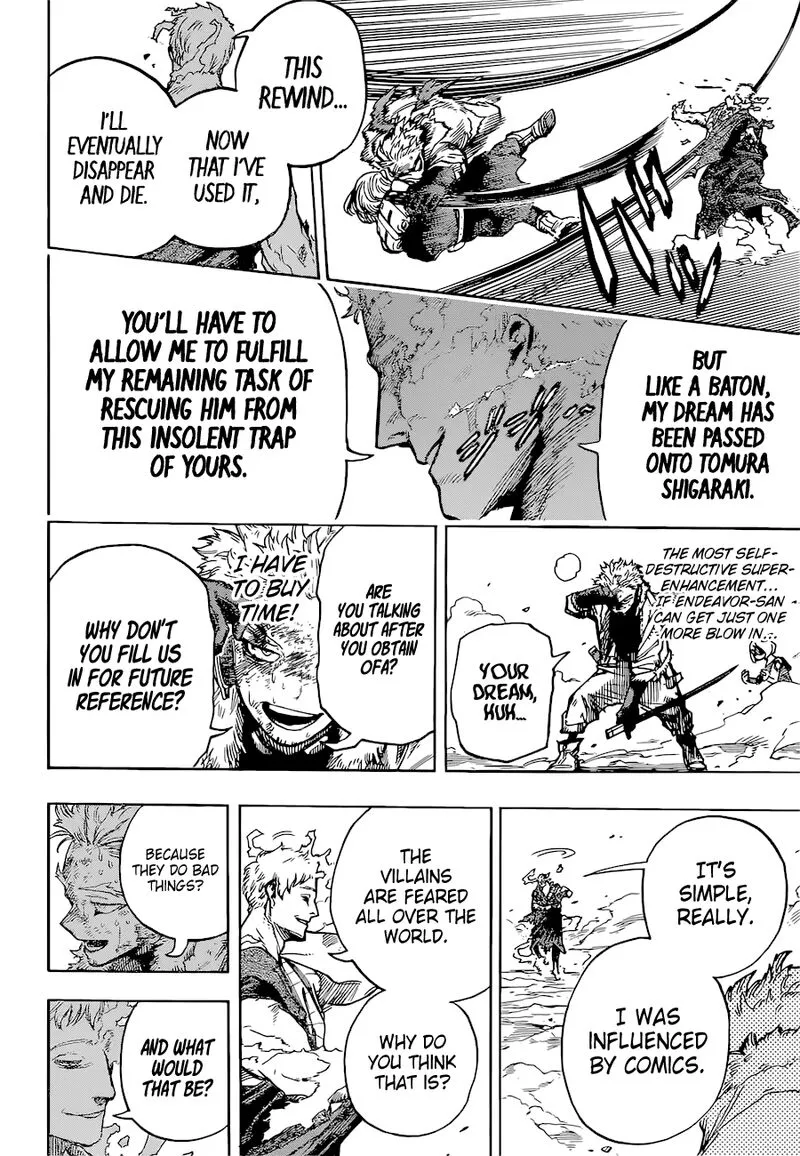 THIS
REWIND...
NOW
THAT I'VE
USED IT,
I'LL
EVENTUALLY
DISAPPEAR
AND DIE.
BUT
LIKE A BATON,
MY DREAM HAS
BEEN PASSED
ONTO TOMURA
SHIGARAKI.
YOU'LL HAVE TO
ALLOW ME TO FULFILL
MY REMAINING TASK OF
RESCUING HIM FROM
THIS INSOLENT TRAP
OF YOURS.
THE MOST SELF-
DESTRUCTIVE SUPER-
ENHANCEMENT...
IF ENDEAVOR-SAN
CAN GET JUST ONE
MORE BLOW IN...
YOUR
DREAM,
HUH...
ARE
YOU TALKING
ABOUT AFTER
YOU OBTAIN
OFA?
I HAVE
TO BUY
TIME!
WHY DON'T
YOU FILL US
IN FOR FUTURE
REFERENCE?
IT'S
SIMPLE,
REALLY.
I WAS
INFLUENCED
BY COMICS.
THE
VILLAINS
ARE FEARED
ALL OVER THE
WORLD.
WHY DO
YOU THINK
THAT IS?
BECAUSE
THEY DO BAD
THINGS?
AND WHAT
WOULD
THAT BE?